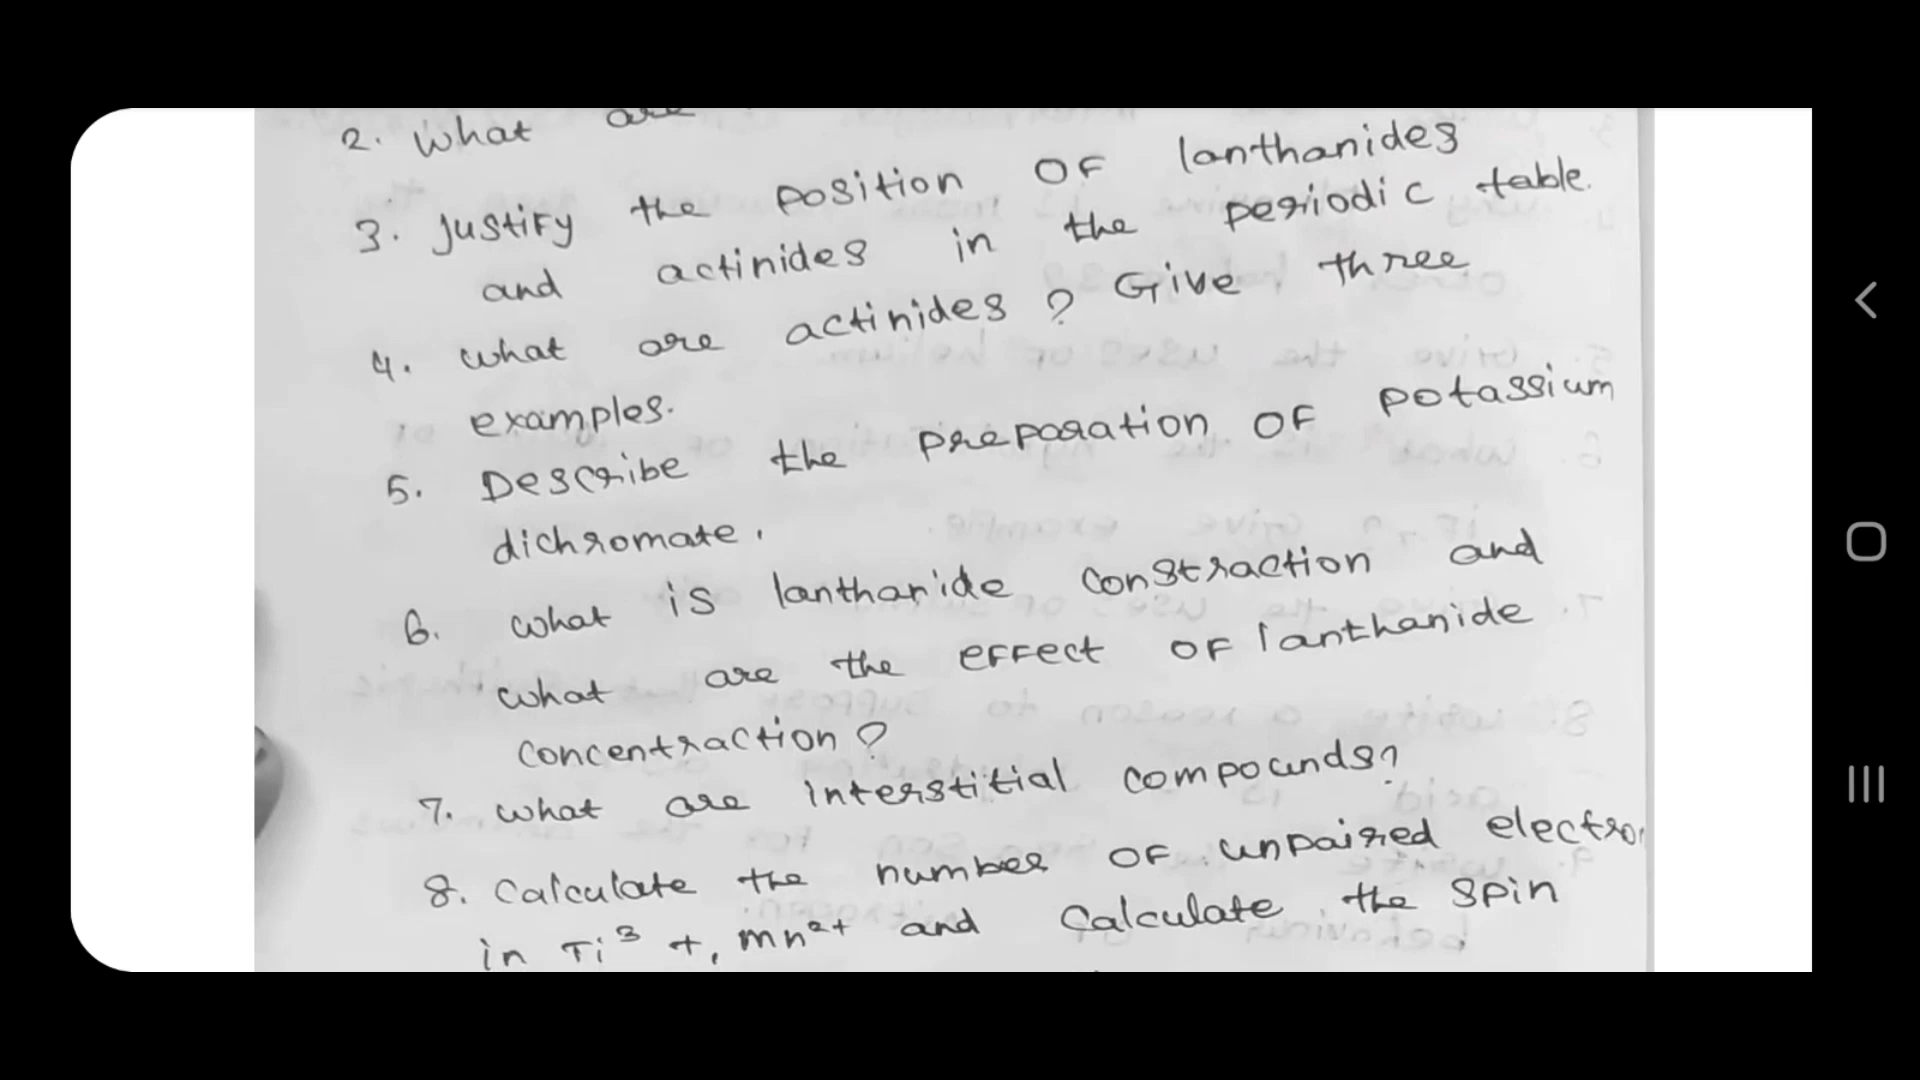 2. What are
3. Justify the position OF lanthanides
and actinides in the periodic table.
4. what are actinides ? Give three
examples.
5. Describe the preparation OF potassium
dichromate.
6. what is lanthanide constraction and
what are the effect OF lanthanide
concentraction ?
7. what are interstitial compounds?
8. Calculate the number OF unpaired electron
in Ti³ +, mn²+ and Calculate the spin